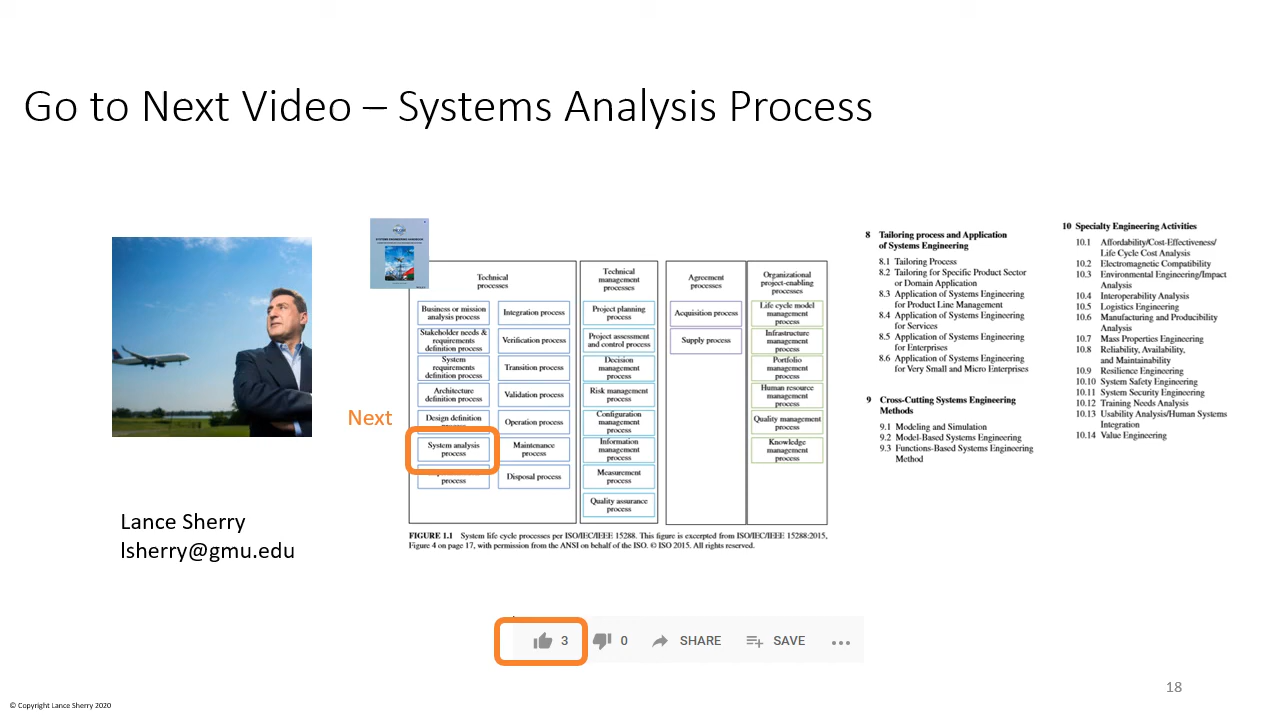 Go to Next Video – Systems Analysis Process
SYSTEMS ENGINEERING HANDBOOK
Technical
processes
Business or mission
analysis process
Stakeholder needs &
requirements
definition process
System
requirements
definition process
Architecture
definition process
Design definition
System analysis
process
Integration process
Verification process
Transition process
Validation process
Operation process
Maintenance
process
Disposal process
Technical
management
processes
Project planning
process
Project assessment
and control process
Decision
management
process
Risk management
process
Configuration
management
process
Information
management
process
Measurement
process
Quality assurance
process
Agreement
processes
Acquisition process
Supply process
Organizational
project-enabling
processes
Life cycle model
management
process
Infrastructure
management
process
Portfolio
management
process
Human resource
management
process
Quality management
process
Knowledge
management
process
Next
FIGURE 1.1 System life cycle processes per ISO/IEC/IEEE 15288. This figure is excerpted from ISO/IEC/IEEE 15288:2015,
Figure 4 on page 17, with permission from the ANSI on behalf of the ISO. © ISO 2015. All rights reserved.
8 Tailoring process and Application
of Systems Engineering
8.1 Tailoring Process
8.2 Tailoring for Specific Product Sector
or Domain Application
8.3 Application of Systems Engineering
for Product Line Management
8.4 Application of Systems Engineering
for Services
8.5 Application of Systems Engineering
for Enterprises
8.6 Application of Systems Engineering
for Very Small and Micro Enterprises
9 Cross-Cutting Systems Engineering
Methods
9.1 Modeling and Simulation
9.2 Model-Based Systems Engineering
9.3 Functions-Based Systems Engineering
Method
10 Specialty Engineering Activities
10.1 Affordability/Cost-Effectiveness/
Life Cycle Cost Analysis
10.2 Electromagnetic Compatibility
10.3 Environmental Engineering/Impact
Analysis
10.4 Interoperability Analysis
10.5 Logistics Engineering
10.6 Manufacturing and Producibility
Analysis
10.7 Mass Properties Engineering
10.8 Reliability, Availability,
and Maintainability
10.9 Resilience Engineering
10.10 System Safety Engineering
10.11 System Security Engineering
10.12 Training Needs Analysis
10.13 Usability Analysis/Human Systems
Integration
10.14 Value Engineering
Lance Sherry
lsherry@gmu.edu
3 0 SHARE SAVE ...
18
© Copyright Lance Sherry 2020